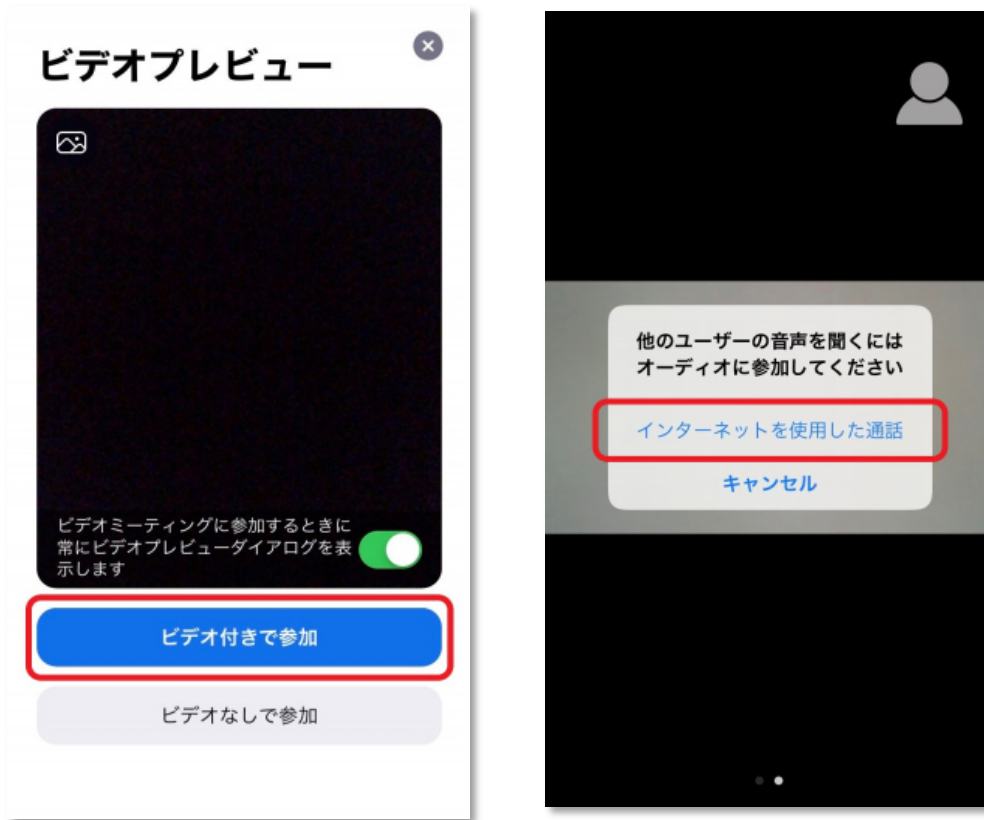 ビデオプレビュー
ビデオミーティングに参加するときに
常にビデオプレビューダイアログを表
示します
ビデオ付きで参加
ビデオなしで参加
他のユーザーの音声を聞くには
オーディオに参加してください
インターネットを使用した通話
キャンセル